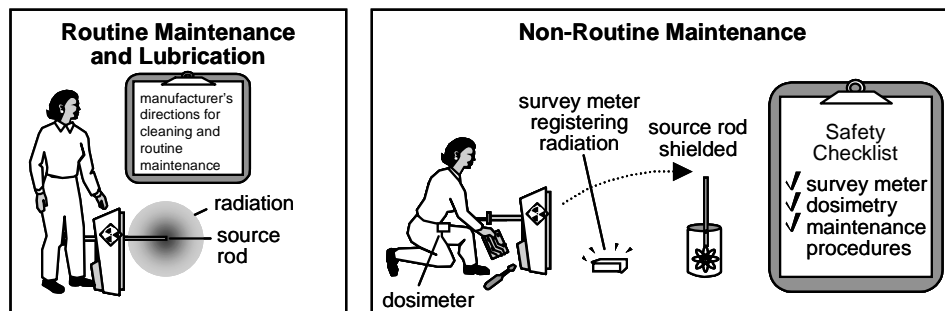 Routine Maintenance
and Lubrication
manufacturer's
directions for
cleaning and
routine
maintenance
radiation
source
rod
Non-Routine Maintenance
survey meter
registering
radiation
source rod
shielded
dosimeter
Safety
Checklist
✓ survey meter
✓ dosimetry
✓ maintenance
procedures